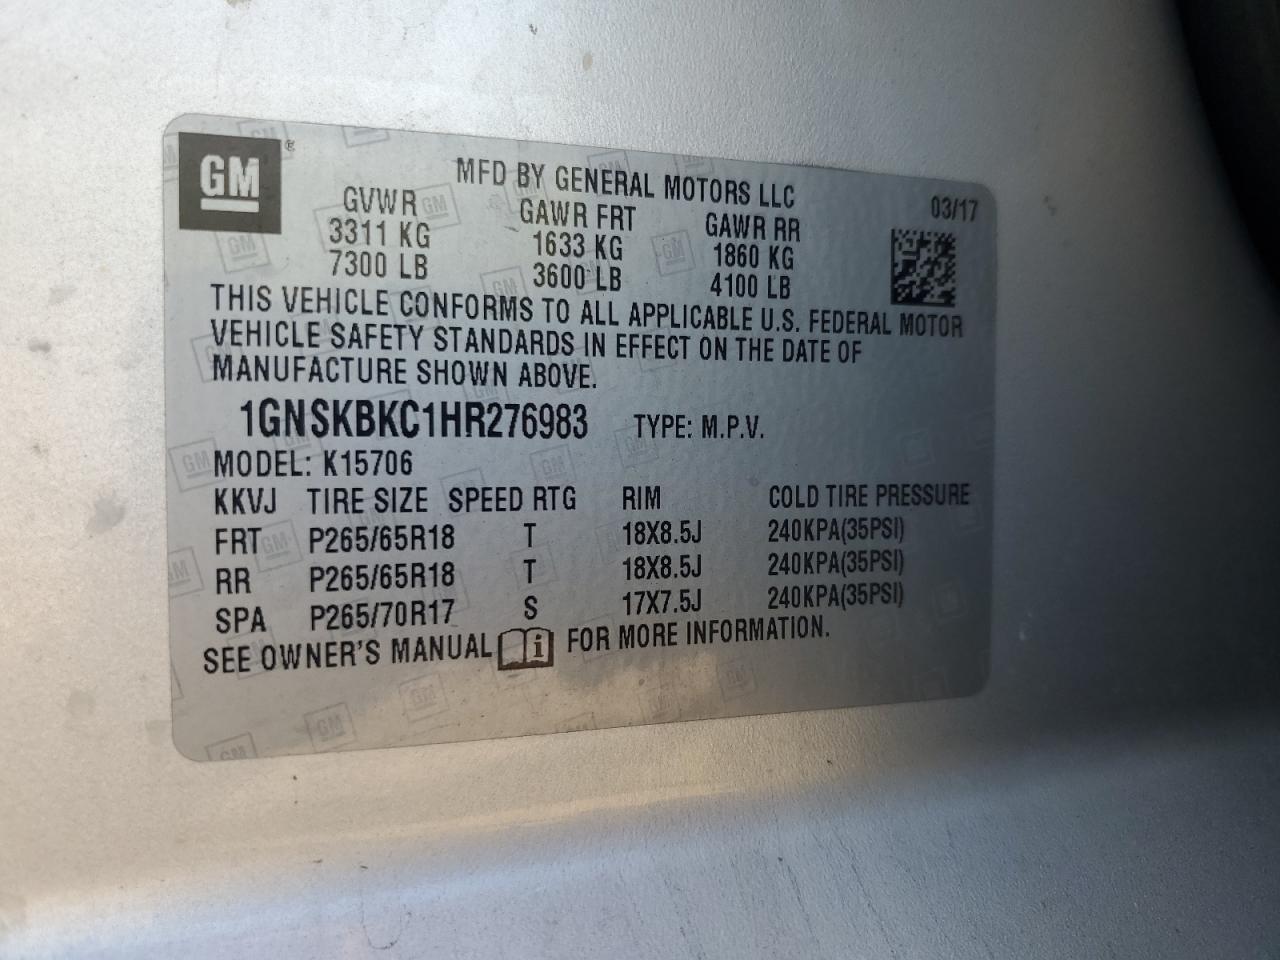 GM®
MFD BY GENERAL MOTORS LLC
03/17
GVWR GAWR FRT GAWR RR
3311 KG 1633 KG 1860 KG
7300 LB 3600 LB 4100 LB
THIS VEHICLE CONFORMS TO ALL APPLICABLE U.S. FEDERAL MOTOR
VEHICLE SAFETY STANDARDS IN EFFECT ON THE DATE OF
MANUFACTURE SHOWN ABOVE.
1GNSKBKC1HR276983 TYPE: M.P.V.
MODEL: K15706
KKVJ TIRE SIZE SPEED RTG RIM COLD TIRE PRESSURE
FRT P265/65R18 T 18X8.5J 240KPA(35PSI)
RR P265/65R18 T 18X8.5J 240KPA(35PSI)
SPA P265/70R17 S 17X7.5J 240KPA(35PSI)
SEE OWNER'S MANUAL i FOR MORE INFORMATION.